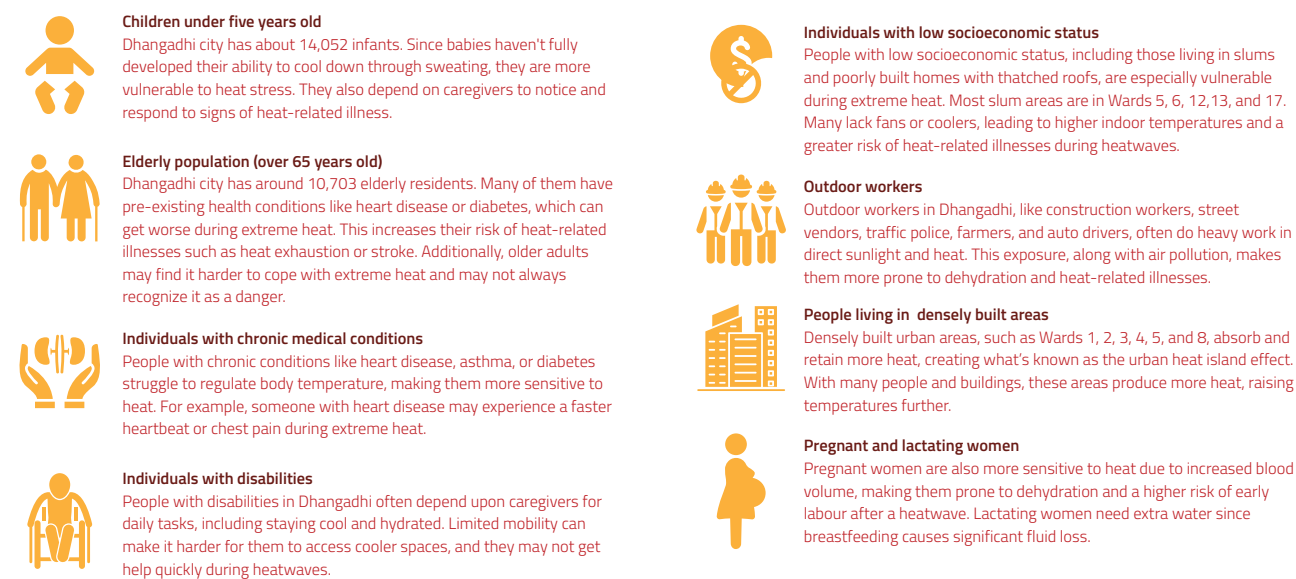 Children under five years old
Dhangadhi city has about 14,052 infants. Since babies haven't fully
developed their ability to cool down through sweating, they are more
vulnerable to heat stress. They also depend on caregivers to notice and
respond to signs of heat-related illness.
Elderly population (over 65 years old)
Dhangadhi city has around 10,703 elderly residents. Many of them have
pre-existing health conditions like heart disease or diabetes, which can
get worse during extreme heat. This increases their risk of heat-related
illnesses such as heat exhaustion or stroke. Additionally, older adults
may find it harder to cope with extreme heat and may not always
recognize it as a danger.
Individuals with chronic medical conditions
People with chronic conditions like heart disease, asthma, or diabetes
struggle to regulate body temperature, making them more sensitive to
heat. For example, someone with heart disease may experience a faster
heartbeat or chest pain during extreme heat.
Individuals with disabilities
People with disabilities in Dhangadhi often depend upon caregivers for
daily tasks, including staying cool and hydrated. Limited mobility can
make it harder for them to access cooler spaces, and they may not get
help quickly during heatwaves.
Individuals with low socioeconomic status
People with low socioeconomic status, including those living in slums
and poorly built homes with thatched roofs, are especially vulnerable
during extreme heat. Most slum areas are in Wards 5, 6, 12,13, and 17.
Many lack fans or coolers, leading to higher indoor temperatures and a
greater risk of heat-related illnesses during heatwaves.
Outdoor workers
Outdoor workers in Dhangadhi, like construction workers, street
vendors, traffic police, farmers, and auto drivers, often do heavy work in
direct sunlight and heat. This exposure, along with air pollution, makes
them more prone to dehydration and heat-related illnesses.
People living in densely built areas
Densely built urban areas, such as Wards 1, 2, 3, 4, 5, and 8, absorb and
retain more heat, creating what's known as the urban heat island effect.
With many people and buildings, these areas produce more heat, raising
temperatures further.
Pregnant and lactating women
Pregnant women are also more sensitive to heat due to increased blood
volume, making them prone to dehydration and a higher risk of early
labour after a heatwave. Lactating women need extra water since
breastfeeding causes significant fluid loss.